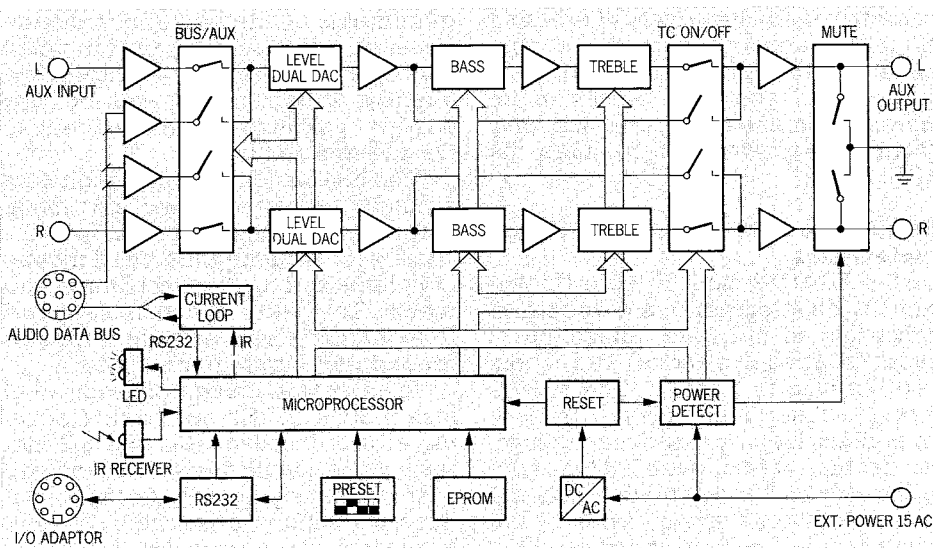 BUS/AUX
TC ON/OFF
MUTE
L
AUX INPUT
LEVEL
DUAL DAC
BASS
TREBLE
L
AUX
OUTPUT
R
LEVEL
DUAL DAC
BASS
TREBLE
R
AUDIO DATA BUS
CURRENT
LOOP
RS232
IR
LED
MICROPROCESSOR
RESET
POWER
DETECT
IR RECEIVER
RS232
PRESET
EPROM
DC
AC
I/O ADAPTOR
EXT. POWER 15 AC